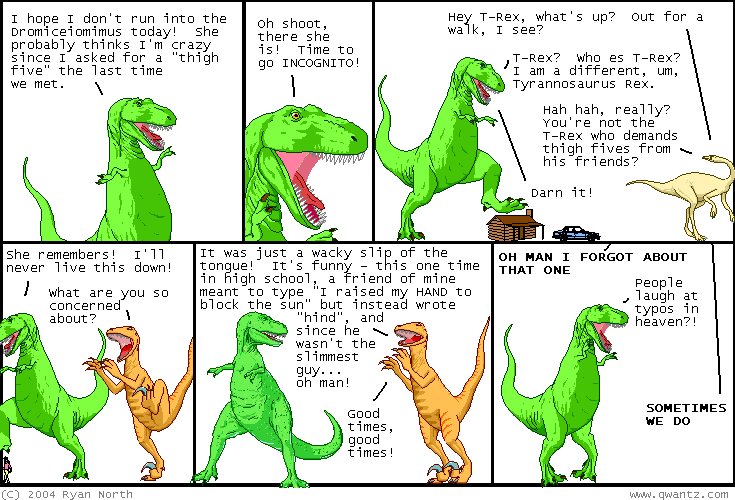 I hope I don't run into the
Dromiceiomimus today!  She
probably thinks I'm crazy
since I asked for a "thigh
five" the last time
we met.
Oh shoot,
there she
is!  Time to
go INCOGNITO!
Hey T-Rex, what's up?  Out for a
walk, I see?
T-Rex?  Who es T-Rex?
I am a different, um,
Tyrannosaurus Rex.
Hah hah, really?
You're not the
T-Rex who demands
thigh fives from
his friends?
Darn it!
She remembers!  I'll
never live this down!
What are you so
concerned
about?
It was just a wacky slip of the
tongue!  It's funny - this one time
in high school, a friend of mine
meant to type "I raised my HAND to
block the sun" but instead wrote
"hind", and
since he
wasn't the
slimmest
guy...
oh man!
Good
times,
good
times!
OH MAN I FORGOT ABOUT
THAT ONE
People
laugh at
typos in
heaven?!
SOMETIMES
WE DO
(C) 2004 Ryan North
www.qwantz.com